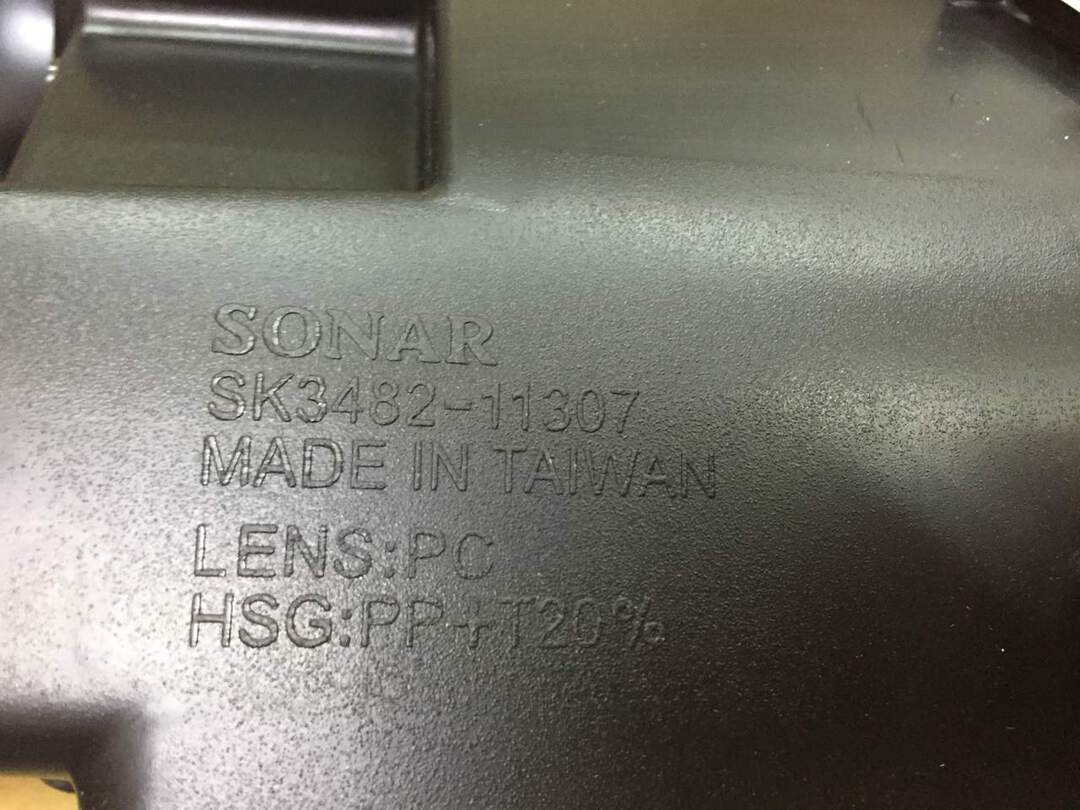 SONAR
SK3482-11307
MADE IN TAIWAN
LENS:PC
HSG:PP+T20%